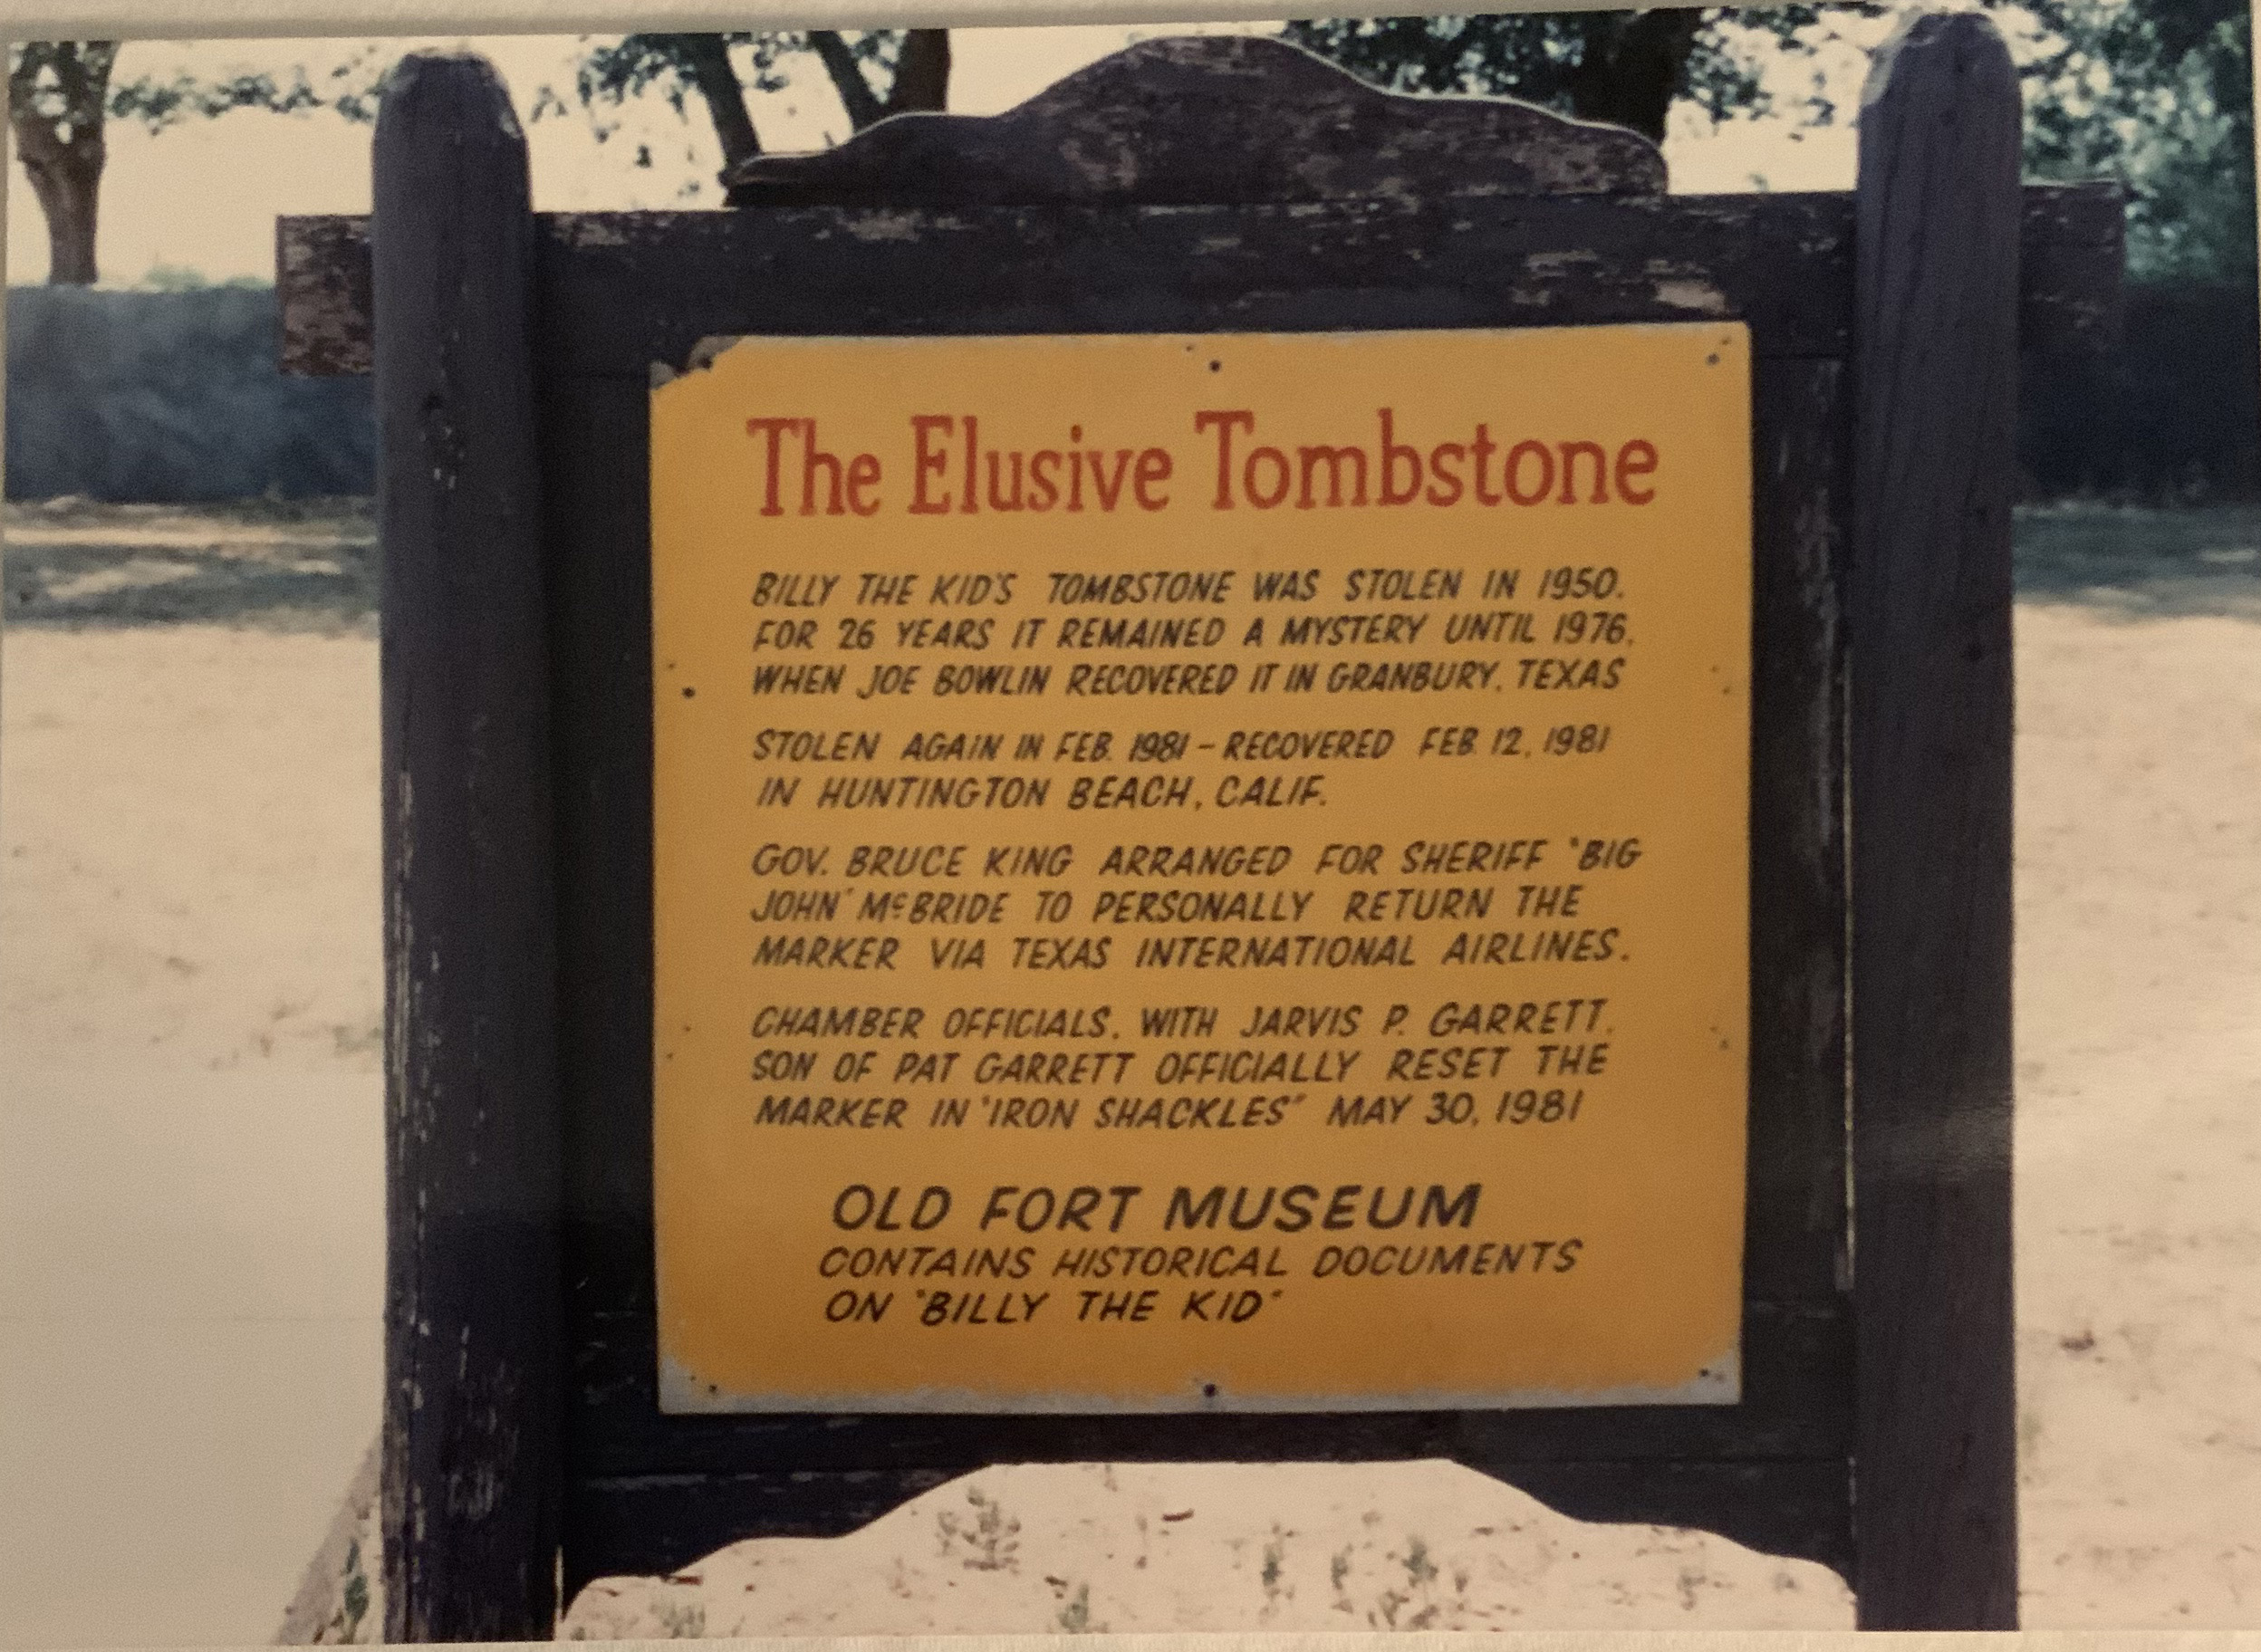 The Elusive Tombstone
BILLY THE KID'S TOMBSTONE WAS STOLEN IN 1950.
FOR 26 YEARS IT REMAINED A MYSTERY UNTIL 1976,
WHEN JOE BOWLIN RECOVERED IT IN GRANBURY, TEXAS
STOLEN AGAIN IN FEB. 1981 - RECOVERED FEB 12, 1981
IN HUNTINGTON BEACH, CALIF.
GOV. BRUCE KING ARRANGED FOR SHERIFF "BIG
JOHN" McBRIDE TO PERSONALLY RETURN THE
MARKER VIA TEXAS INTERNATIONAL AIRLINES.
CHAMBER OFFICIALS, WITH JARVIS P. GARRETT,
SON OF PAT GARRETT OFFICIALLY RESET THE
MARKER IN "IRON SHACKLES" MAY 30, 1981
OLD FORT MUSEUM
CONTAINS HISTORICAL DOCUMENTS
ON "BILLY THE KID"